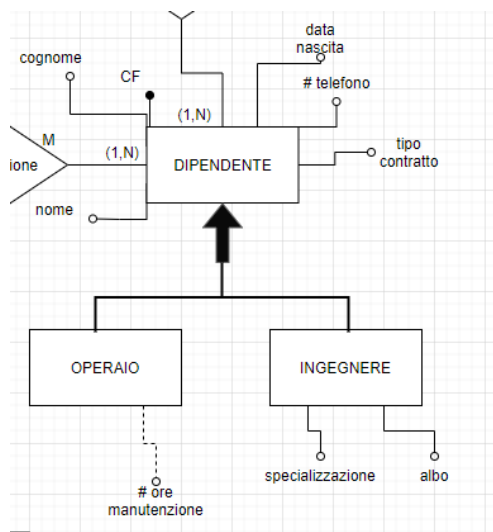 data
nascita
cognome
CF
# telefono
(1,N)
M
ione
(1,N)
DIPENDENTE
tipo
contratto
nome
OPERAIO
INGEGNERE
specializzazione
albo
# ore
manutenzione